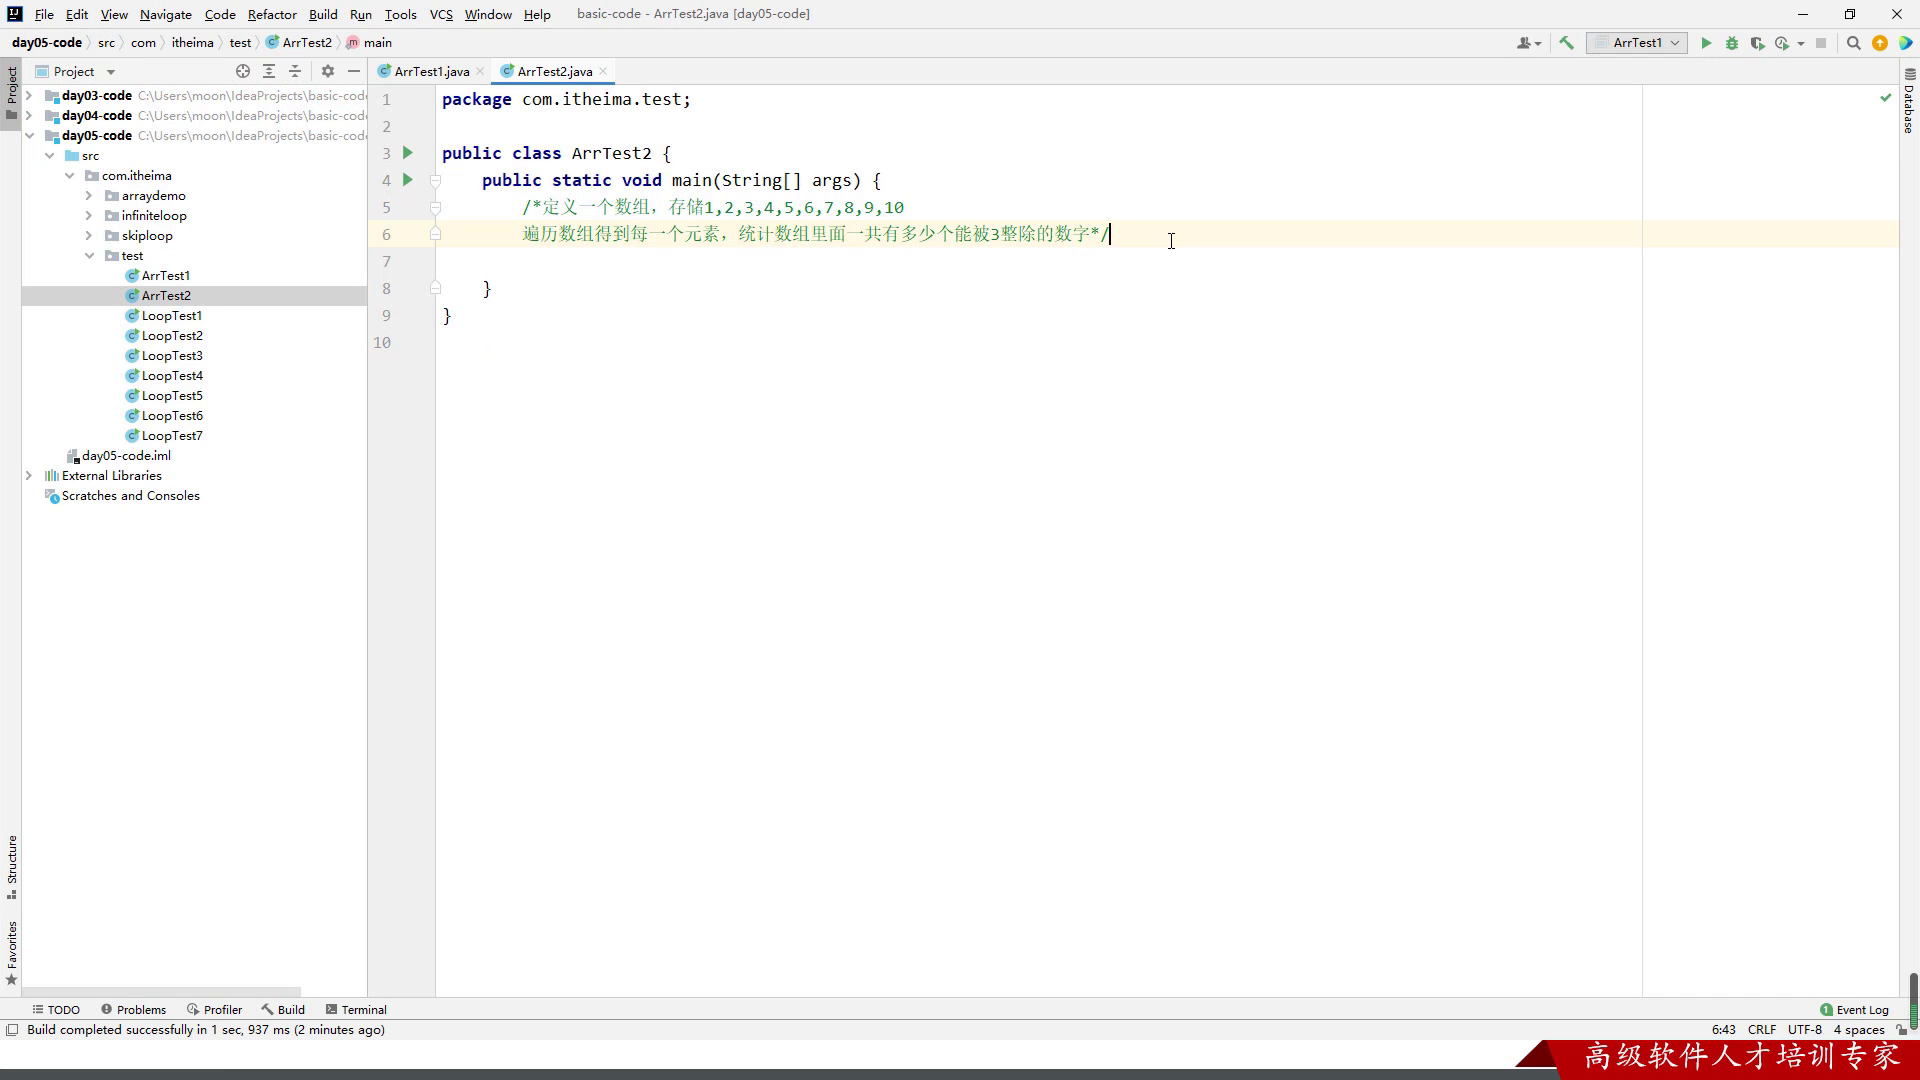 File Edit View Navigate Code Refactor Build Run Tools VCS Window Help basic-code - ArrTest2.java [day05-code]
day05-code src com itheima test ArrTest2 main
ArrTest1
Project
ArrTest1.java ArrTest2.java
Project
day03-code C:\Users\moon\IdeaProjects\basic-cod
day04-code C:\Users\moon\IdeaProjects\basic-cod
day05-code C:\Users\moon\IdeaProjects\basic-cod
src
com.itheima
arraydemo
infiniteloop
skiploop
test
ArrTest1
ArrTest2
LoopTest1
LoopTest2
LoopTest3
LoopTest4
LoopTest5
LoopTest6
LoopTest7
day05-code.iml
External Libraries
Scratches and Consoles
1 package com.itheima.test;
2
3 public class ArrTest2 {
4 public static void main(String[] args) {
5 /*定义一个数组，存储1,2,3,4,5,6,7,8,9,10
6 遍历数组得到每一个元素，统计数组里面一共有多少个能被3整除的数字*/
7
8 }
9 }
10
Database
Structure
Favorites
TODO Problems Profiler Build Terminal 1 Event Log
Build completed successfully in 1 sec, 937 ms (2 minutes ago) 6:43 CRLF UTF-8 4 spaces
高级软件人才培训专家